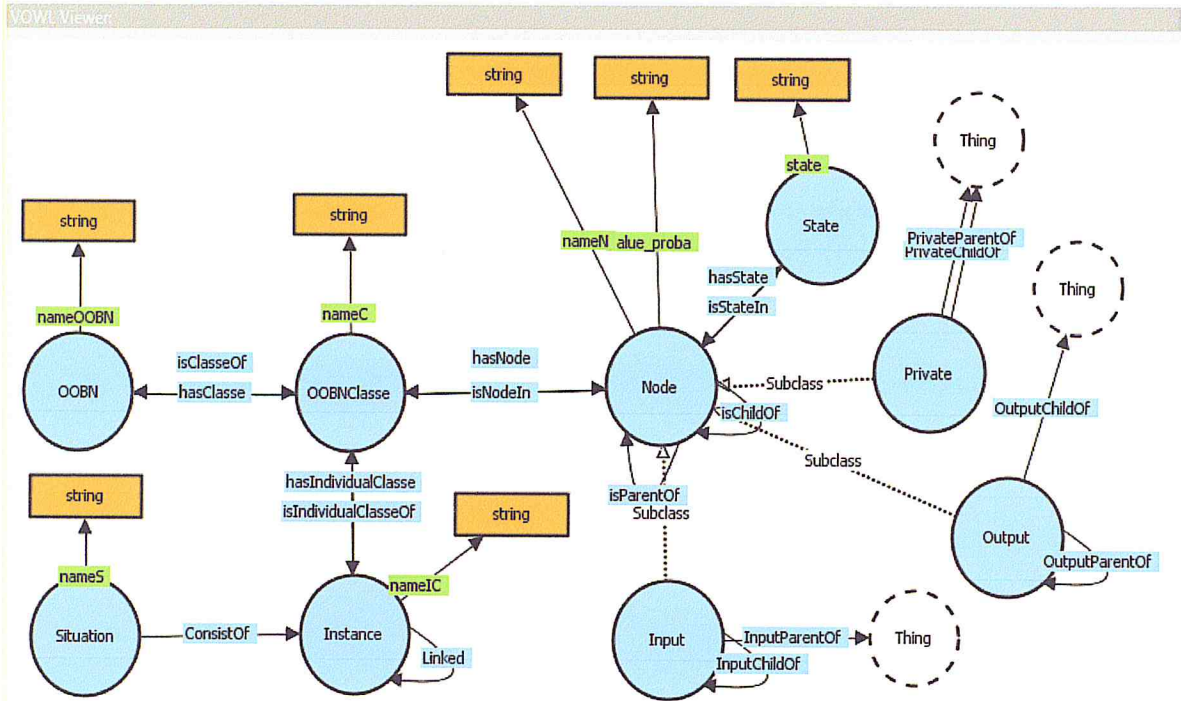 VOWL Viewer:
string
string
string
Thing
state
State
string
string
nameN
alue_proba
PrivateParentOf
PrivateChildOf
hasState
isStateIn
Thing
nameOOBN
nameC
isClasseOf
hasNode
OOBN
hasClasse
OOBNClasse
isNodeIn
Node
Subclass
Private
isChildOf
OutputChildOf
Subclass
hasIndividualClasse
isIndividualClasseOf
string
string
isParentOf
Subclass
Output
OutputParentOf
nameS
nameIC
Situation
ConsistOf
Instance
Linked
Input
InputParentOf
InputChildOf
Thing